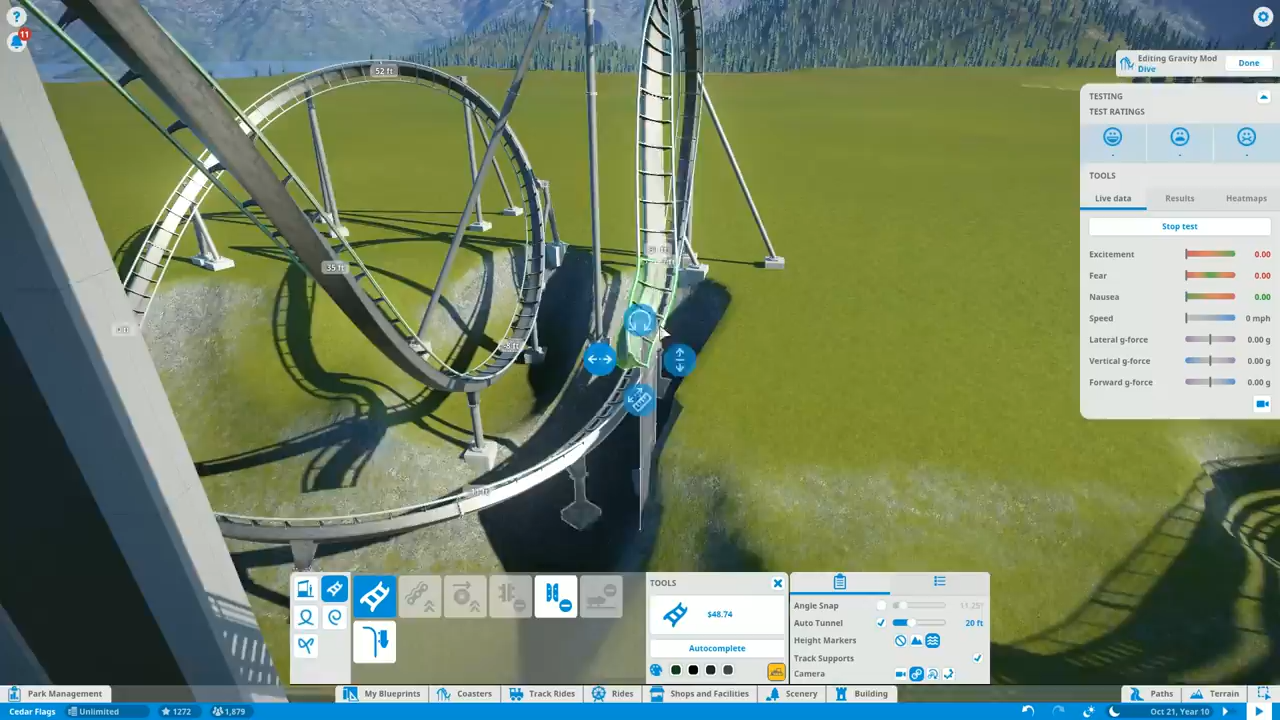 ?
11
52 ft
35 ft
-8 ft
Editing Gravity Mod
Dive
Done
TESTING
TEST RATINGS
-
-
-
TOOLS
Live data
Results
Heatmaps
Stop test
Excitement
0.00
Fear
0.00
Nausea
0.00
Speed
0 mph
Lateral g-force
0.00 g
Vertical g-force
0.00 g
Forward g-force
0.00 g
TOOLS
$48.74
Autocomplete
Angle Snap
11.25°
Auto Tunnel
20 ft
Height Markers
Track Supports
Camera
Park Management
My Blueprints
Coasters
Track Rides
Rides
Shops and Facilities
Scenery
Building
Paths
Terrain
Cedar Flags
Unlimited
1272
1,879
Oct 21, Year 10